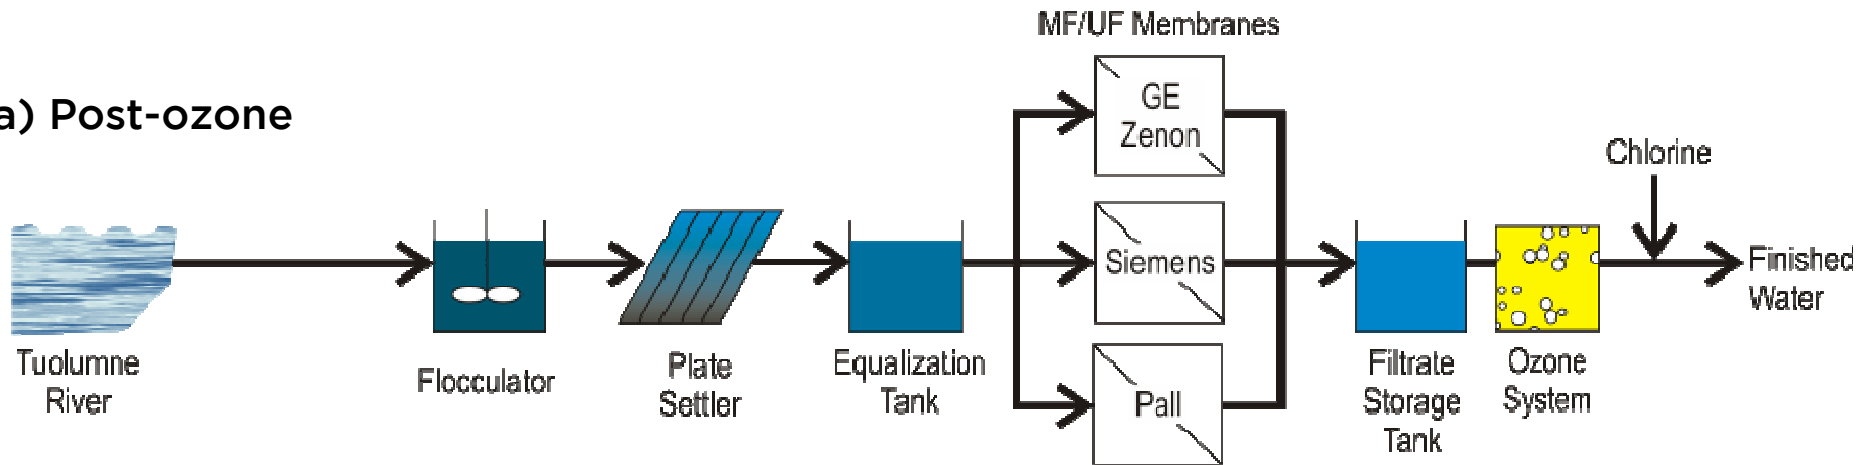 MF/UF Membranes
a) Post-ozone
GE
Zenon
Siemens
Pall
Chlorine
Tuolumne
River
Flocculator
Plate
Settler
Equalization
Tank
Filtrate
Storage
Tank
Ozone
System
Finished
Water